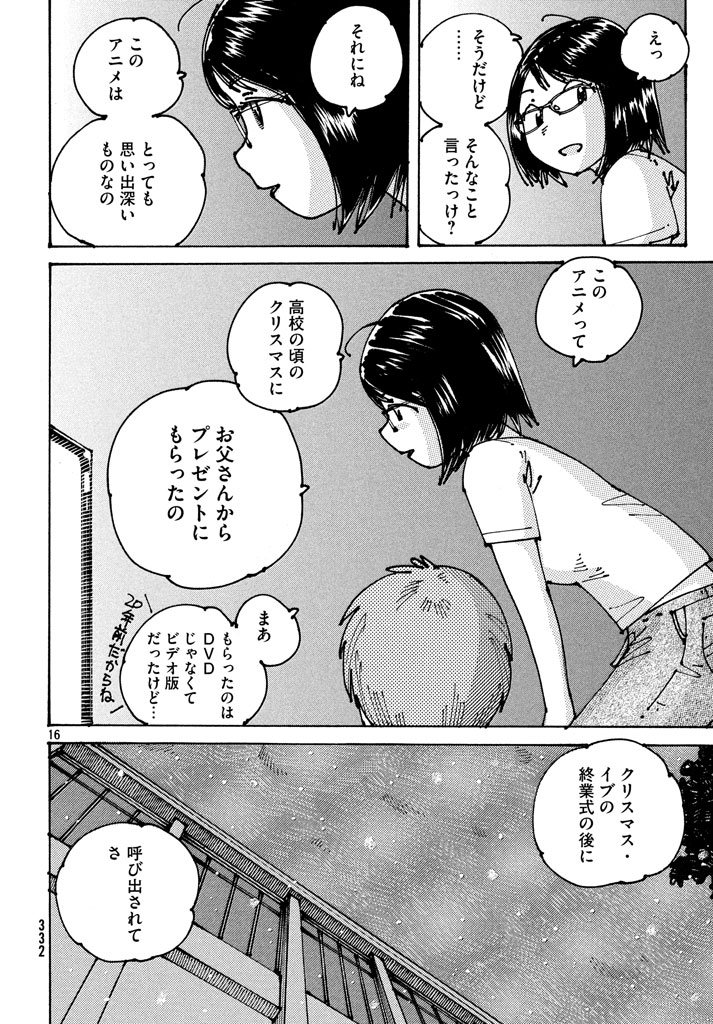 えっ
そうだけど
……
そんなこと
言ったっけ?
それにね
この
アニメは
とっても
思い出深い
ものなの
この
アニメって
高校の頃の
クリスマスに
お父さんから
プレゼントに
もらったの
まあ
もらったのは
DVD
じゃなくて
ビデオ版
だったけど…
20年前だからね
16
クリスマス・
イブの
終業式の後に
呼び出されて
さ
332